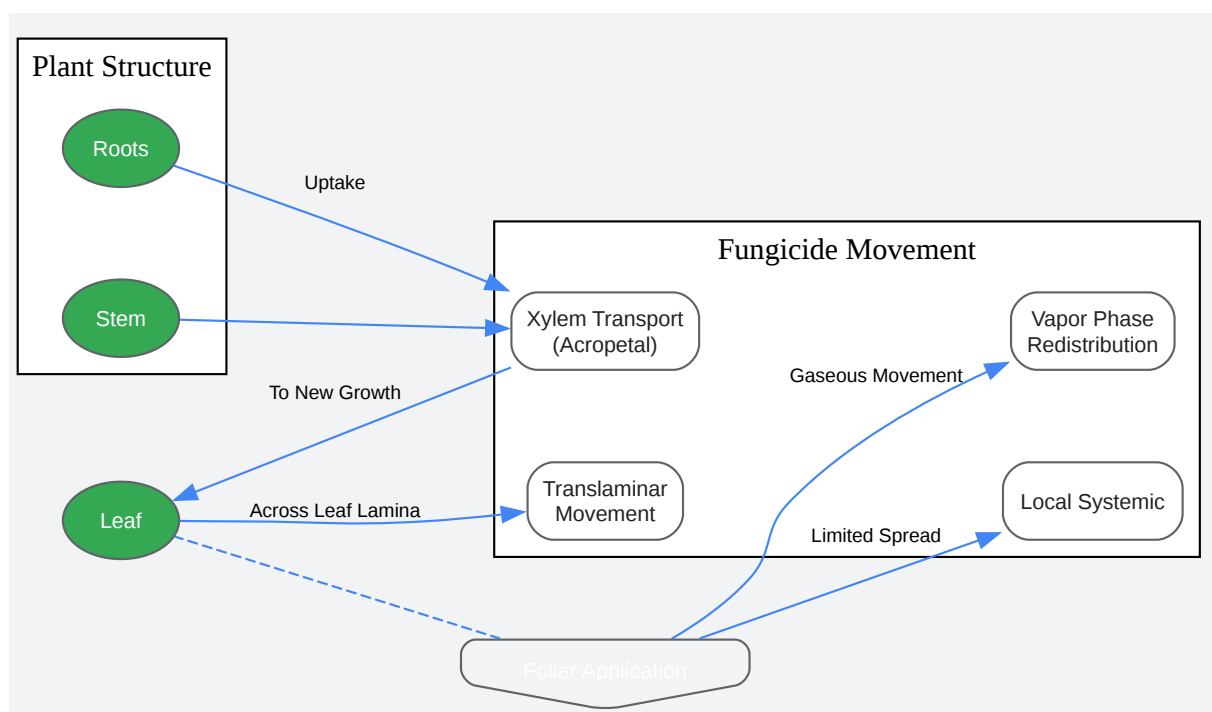 Plant Structure
Roots
Uptake
Stem
Fungicide Movement
Xylem Transport
(Acropetal)
Vapor Phase
Redistribution
Gaseous Movement
To New Growth
Leaf
Across Leaf Lamina
Translaminar
Movement
Local Systemic
Limited Spread
Foliar Application